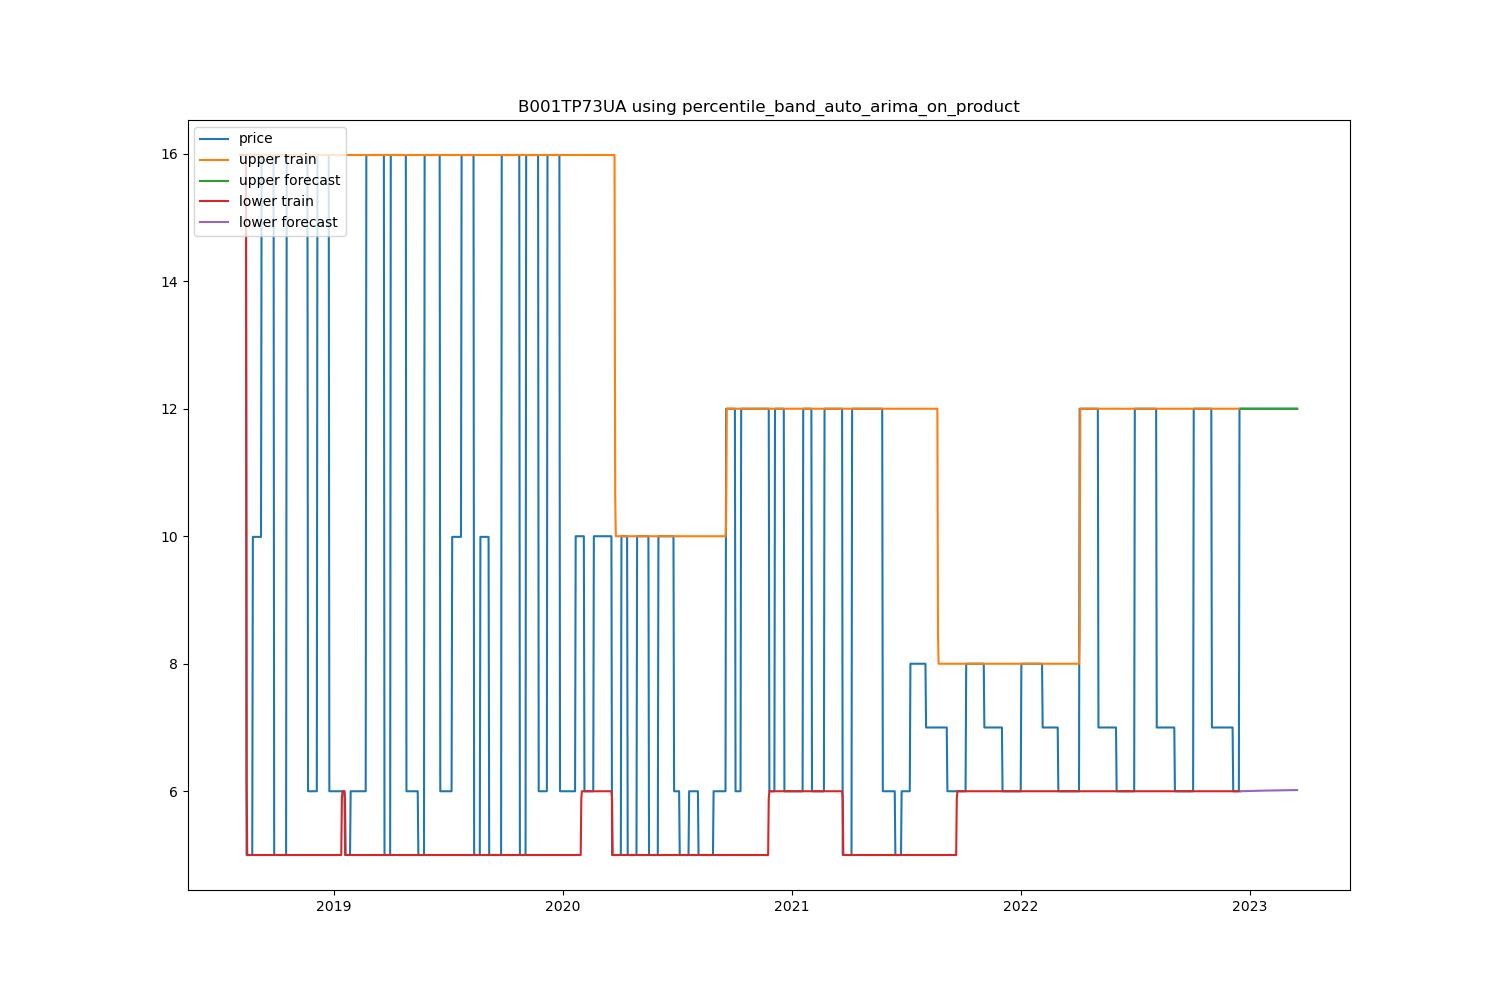 B001TP73UA using percentile_band_auto_arima_on_product
price
upper train
upper forecast
lower train
lower forecast
16
14
12
10
8
6
2019
2020
2021
2022
2023